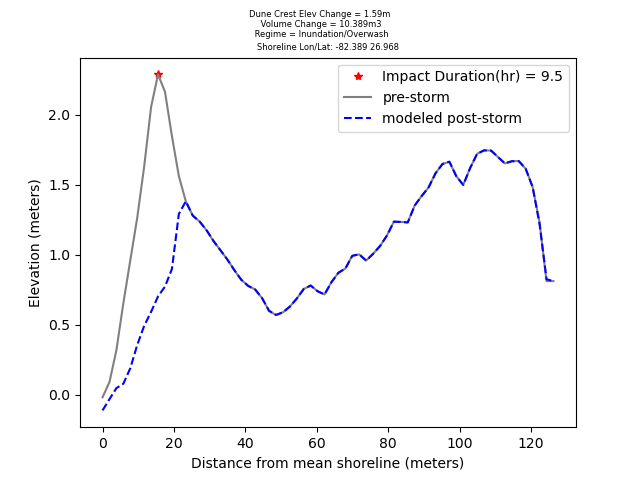 Dune Crest Elev Change = 1.59m
Volume Change = 10.389m3
Regime = Inundation/Overwash
Shoreline Lon/Lat: -82.389 26.968
Impact Duration(hr) = 9.5
pre-storm
modeled post-storm
Elevation (meters)
2.0
1.5
1.0
0.5
0.0
0 20 40 60 80 100 120
Distance from mean shoreline (meters)